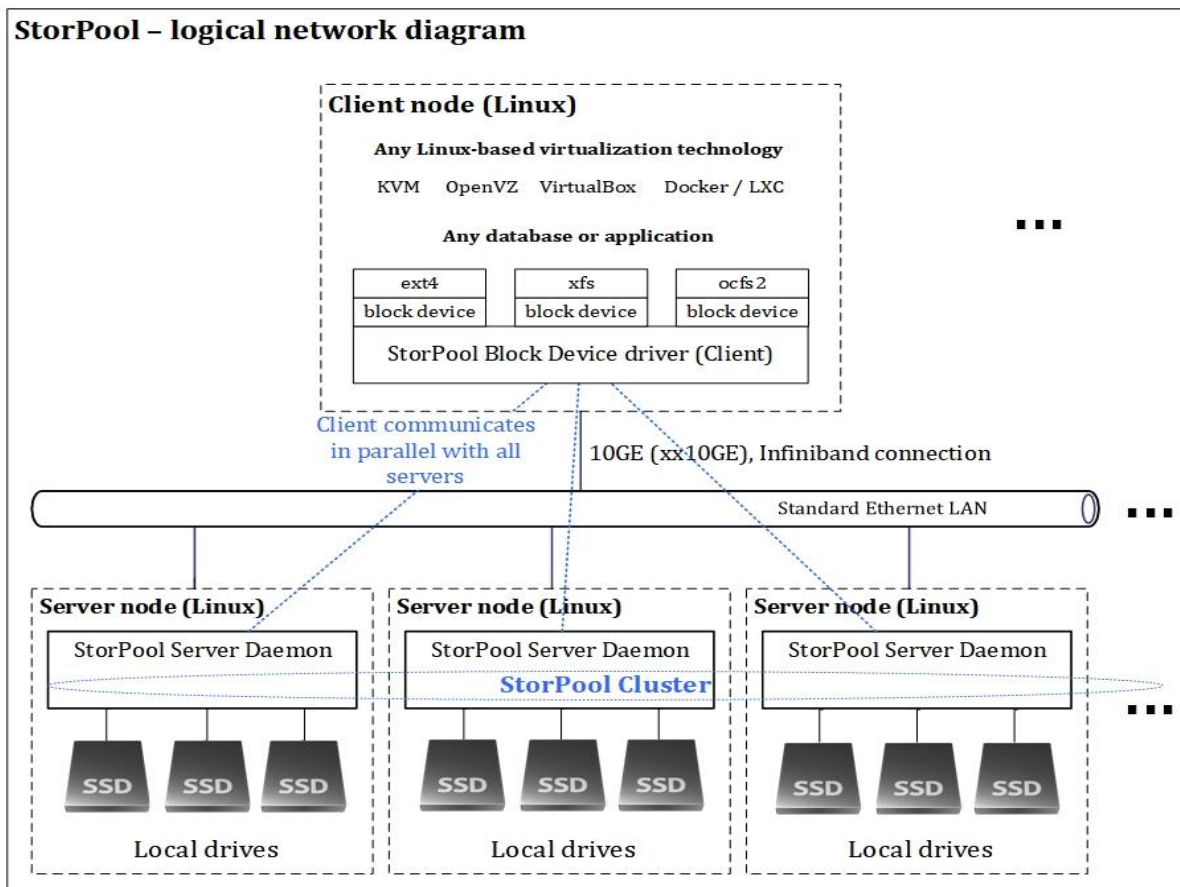 StorPool – logical network diagram
Client node (Linux)
Any Linux-based virtualization technology
KVM OpenVZ VirtualBox Docker / LXC
Any database or application
ext4 xfs ocfs2
block device block device block device
StorPool Block Device driver (Client)
...
Client communicates
in parallel with all
servers
10GE (xx10GE), Infiniband connection
Standard Ethernet LAN
...
Server node (Linux) Server node (Linux) Server node (Linux)
StorPool Server Daemon StorPool Server Daemon StorPool Server Daemon
StorPool Cluster
...
SSD SSD SSD SSD SSD SSD SSD SSD SSD
Local drives Local drives Local drives